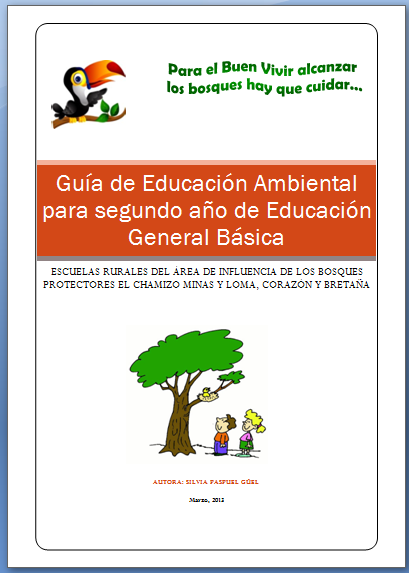 Para el Buen Vivir alcanzar
los bosques hay que cuidar...
Guía de Educación Ambiental
para segundo año de Educación
General Básica
ESCUELAS RURALES DEL ÁREA DE INFLUENCIA DE LOS BOSQUES
PROTECTORES EL CHAMIZO MINAS Y LOMA, CORAZÓN Y BRETAÑA
AUTORA: SILVIA PASPUEL GÜEL
Marzo, 2013